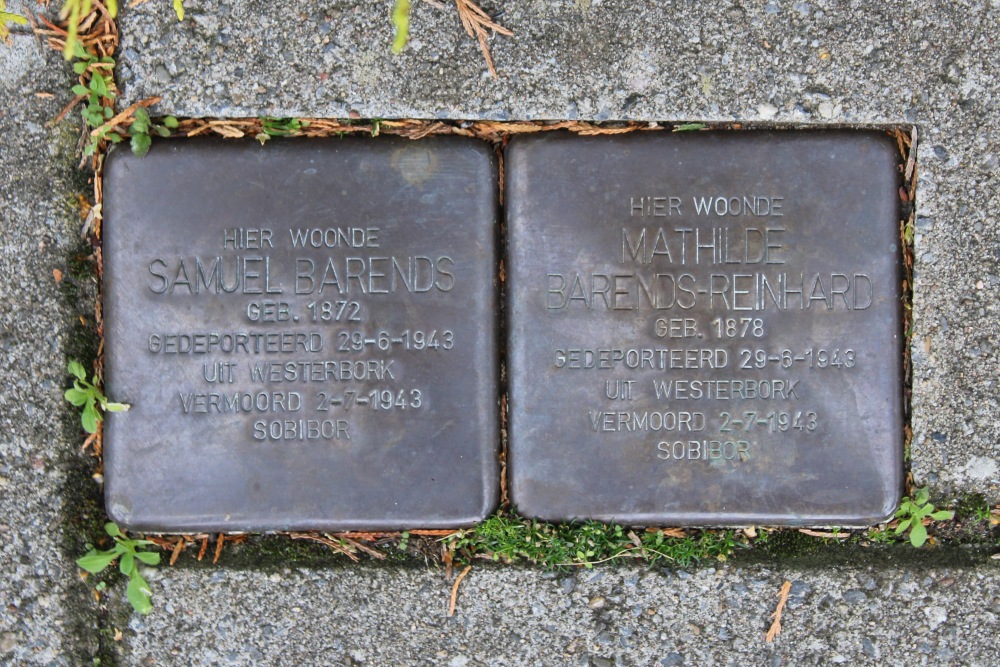 HIER WOONDE
SAMUEL BARENDS
GEB. 1872
GEDEPORTEERD 29-6-1943
UIT WESTERBORK
VERMOORD 2-7-1943
SOBIBOR
HIER WOONDE
MATHILDE
BARENDS-REINHARD
GEB. 1878
GEDEPORTEERD 29-6-1943
UIT WESTERBORK
VERMOORD 2-7-1943
SOBIBOR